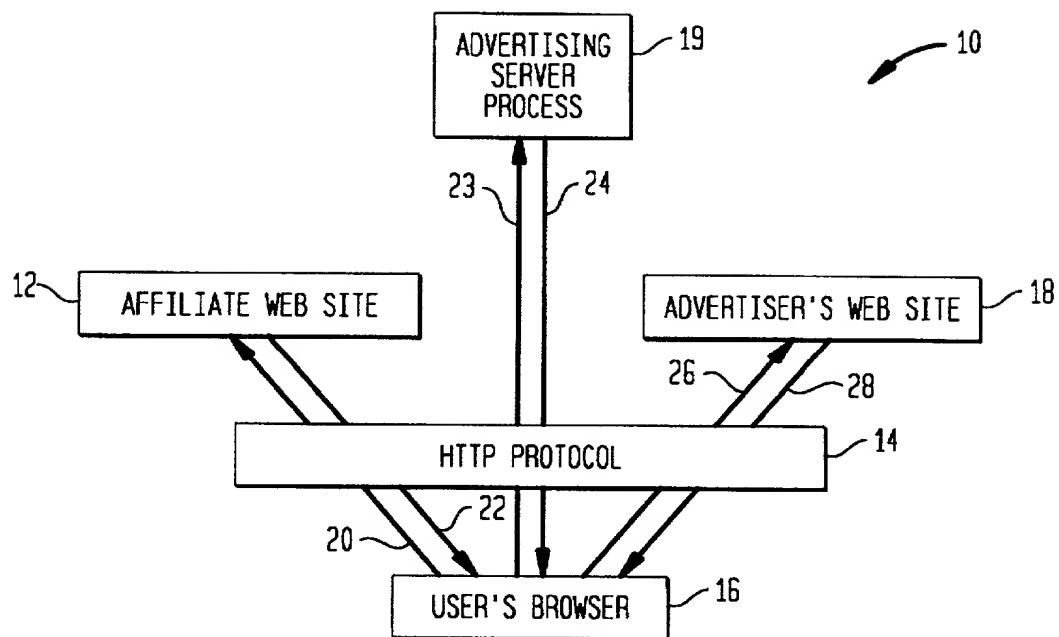 ADVERTISING
SERVER
PROCESS
19
10
23
24
12
AFFILIATE WEB SITE
ADVERTISER'S WEB SITE
18
26
28
HTTP PROTOCOL
14
20
22
USER'S BROWSER
16